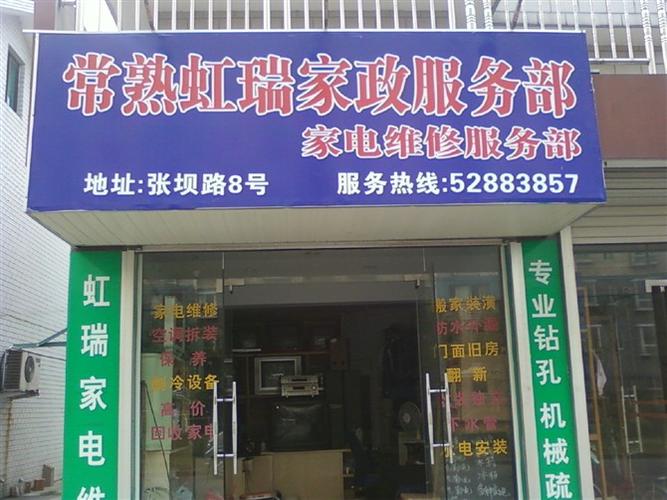 常熟虹瑞家政服务部
家电维修服务部
地址:张坝路8号 服务热线:52883857
虹瑞家电维
家电维修
空调拆装
保养
制冷设备
高价
回收家电
搬家装潢
防水补漏
门面旧房
翻新
下水管
水电安装
专业钻孔机械疏